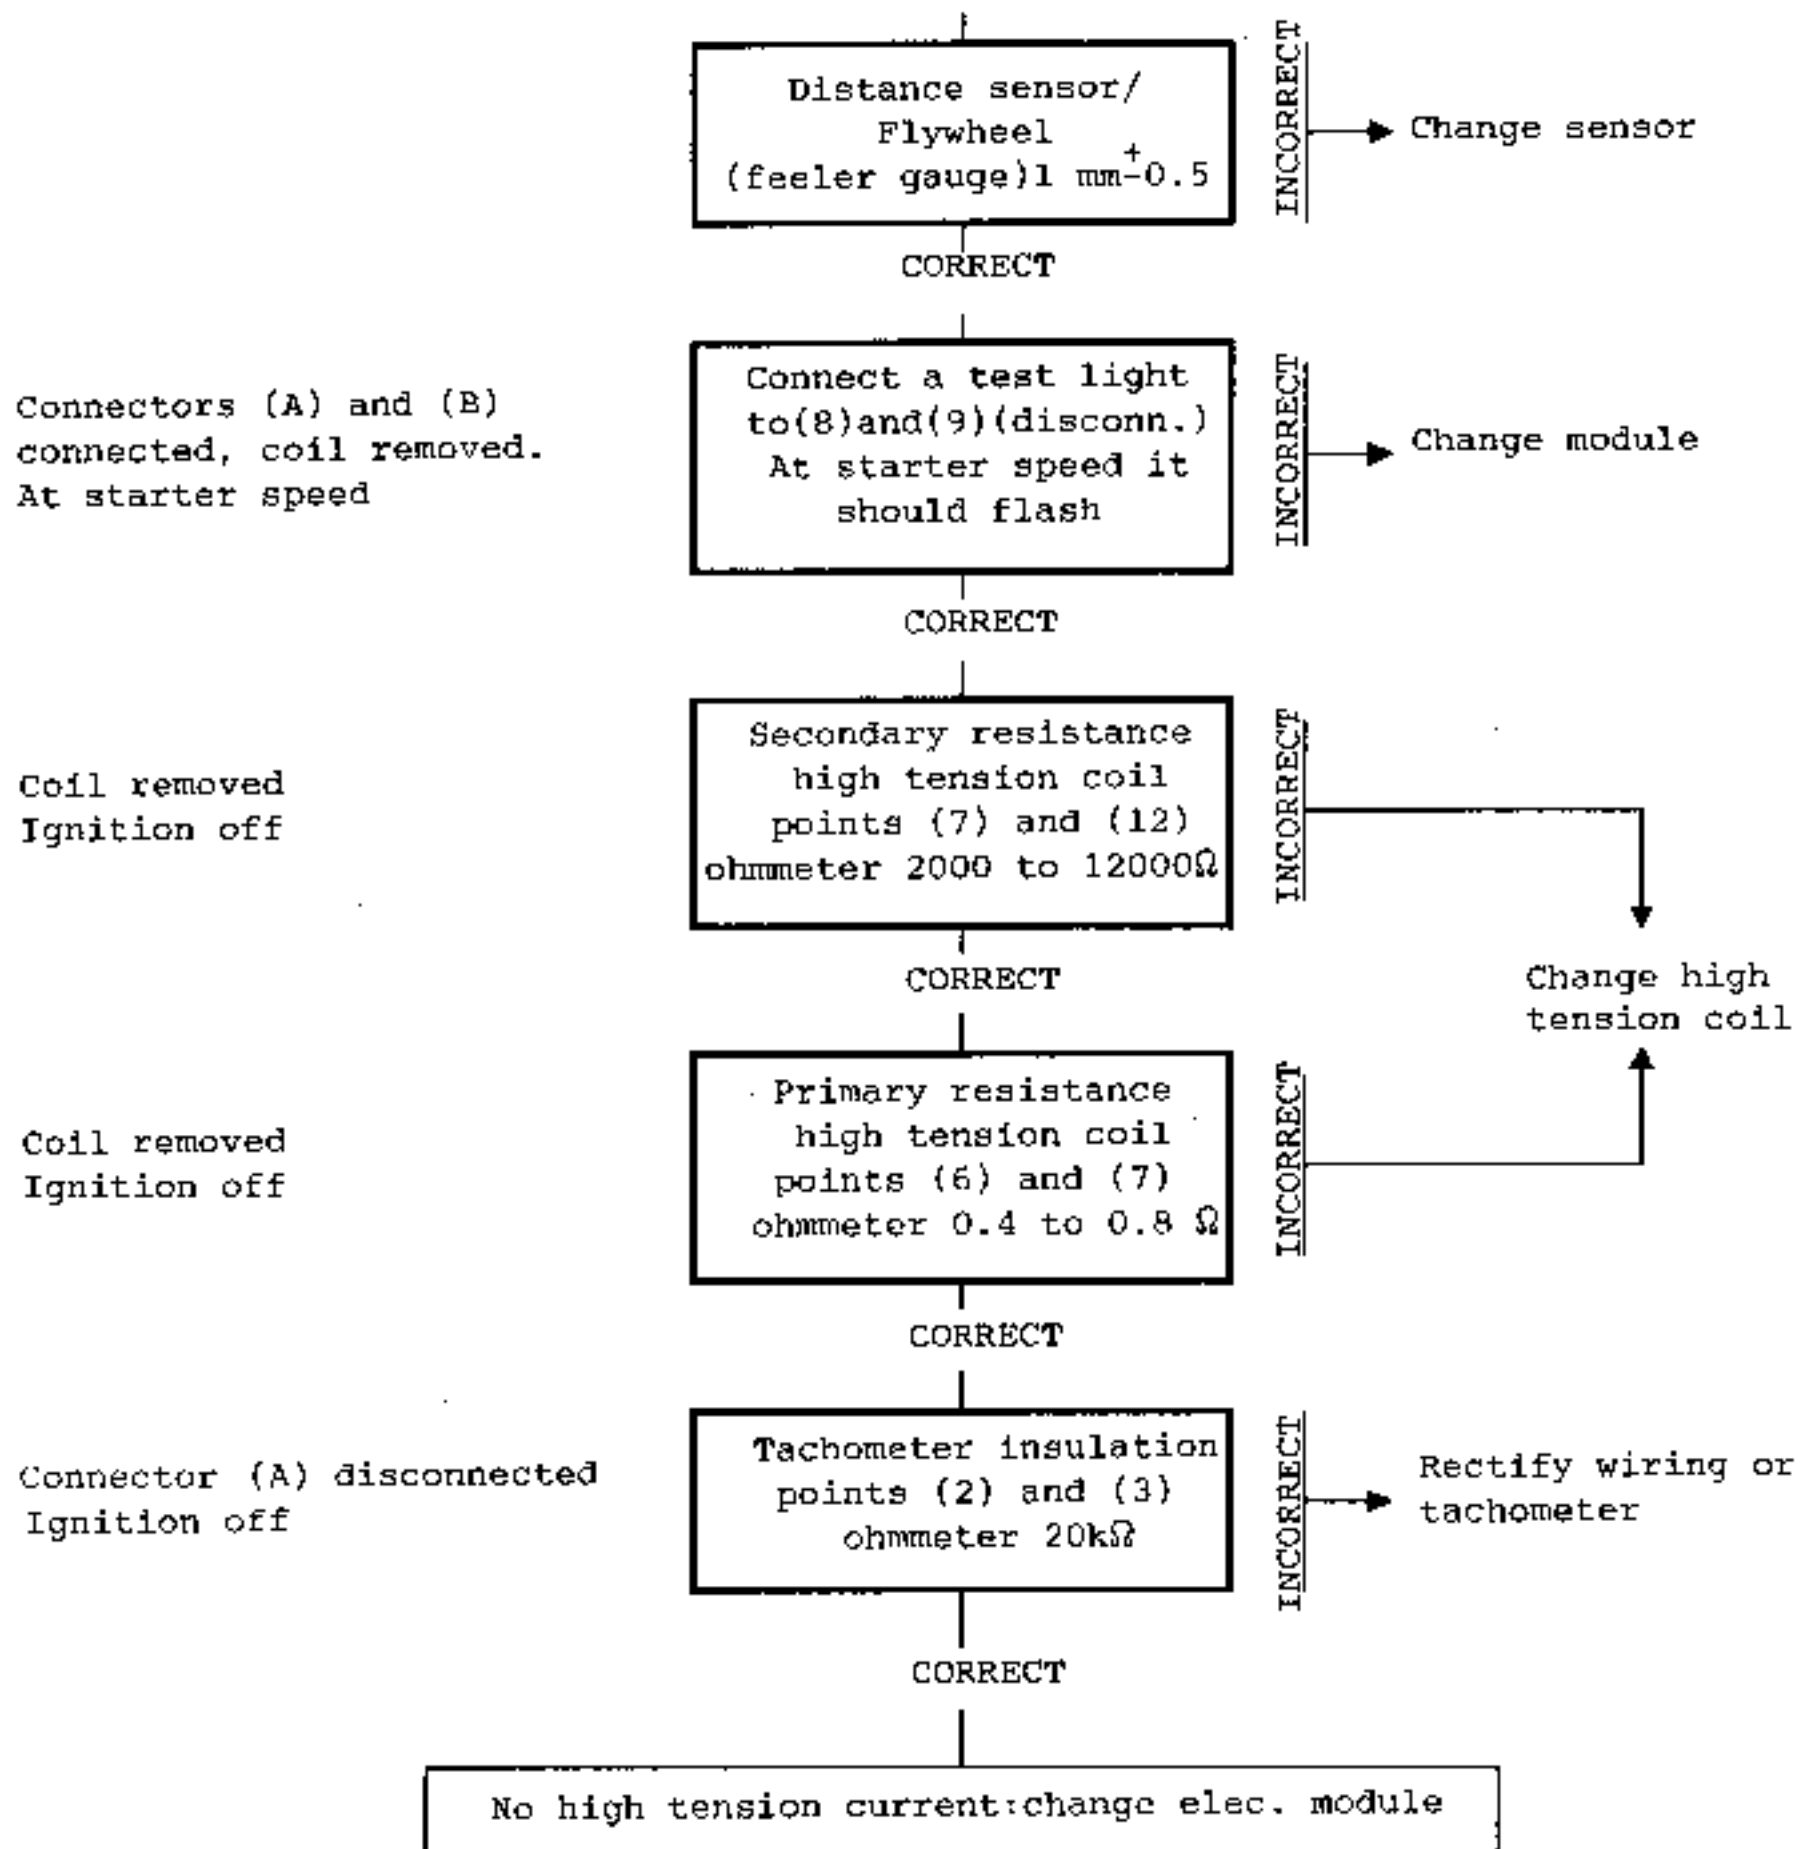 Distance sensor/
Flywheel
(feeler gauge)1 mm±0.5
INCORRECT
Change sensor
CORRECT
Connectors (A) and (B)
connected, coil removed.
At starter speed
Connect a test light
to(8)and(9)(disconn.)
At starter speed it
should flash
INCORRECT
Change module
CORRECT
Coil removed
Ignition off
Secondary resistance
high tension coil
points (7) and (12)
ohmmeter 2000 to 12000Ω
INCORRECT
CORRECT
Change high
tension coil
Coil removed
Ignition off
Primary resistance
high tension coil
points (6) and (7)
ohmmeter 0.4 to 0.8 Ω
INCORRECT
CORRECT
Connector (A) disconnected
Ignition off
Tachometer insulation
points (2) and (3)
ohmmeter 20kΩ
INCORRECT
Rectify wiring or
tachometer
CORRECT
No high tension current:change elec. module